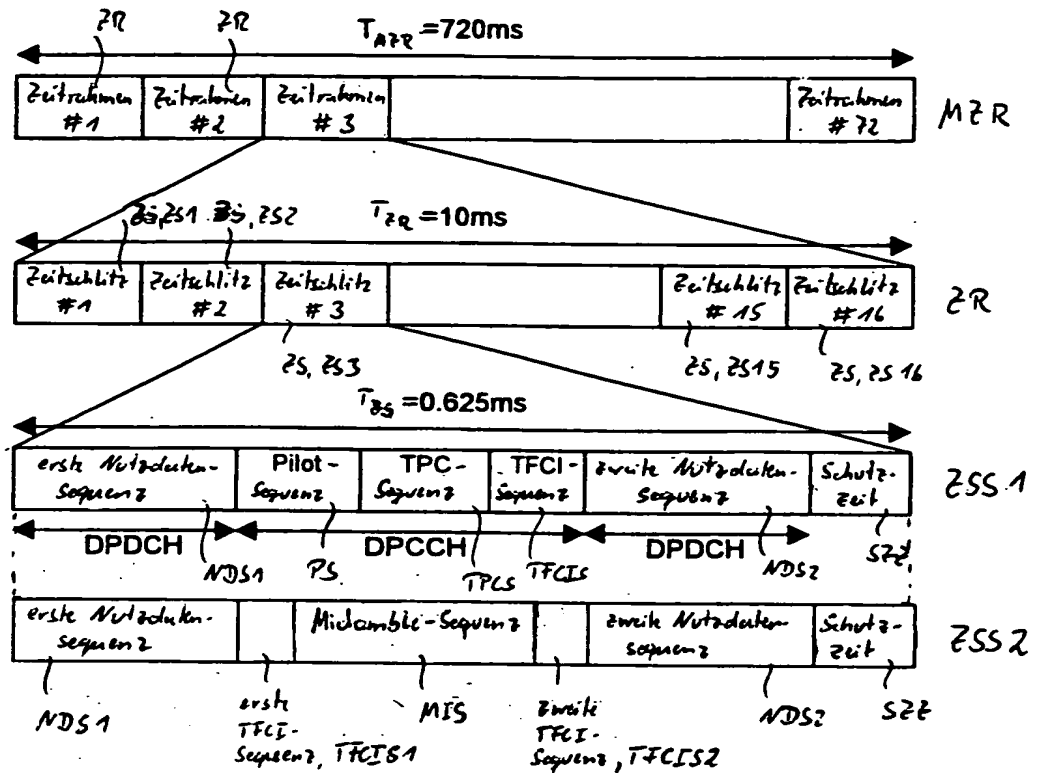 ZR ZR
T MZR =720ms
Zeitrahmen #1 Zeitrahmen #2 Zeitrahmen #3 Zeitrahmen #72 MZR
ZS, ZS1 ZS, ZS2 T ZR =10ms
Zeitschlitz #1 Zeitschlitz #2 Zeitschlitz #3 Zeitschlitz #15 Zeitschlitz #16 ZR
ZS, ZS3 ZS, ZS15 ZS, ZS16
T ZS =0.625ms
erste Nutzdaten-Sequenz Pilot-Sequenz TPC-Sequenz TFCI-Sequenz zweite Nutzdaten-Sequenz Schutz-Zeit ZSS1
DPDCH DPCCH DPDCH
NDS1 PS TPCS TFCIS NDS2 SZZ
erste Nutzdaten-sequenz Midamble-Sequenz zweite Nutzdaten-sequenz Schutz-zeit ZSS2
NDS1 erste TFCI-Sequenz, TFCIS1 MIS zweite TFCI-Sequenz, TFCIS2 NDS2 SZZ